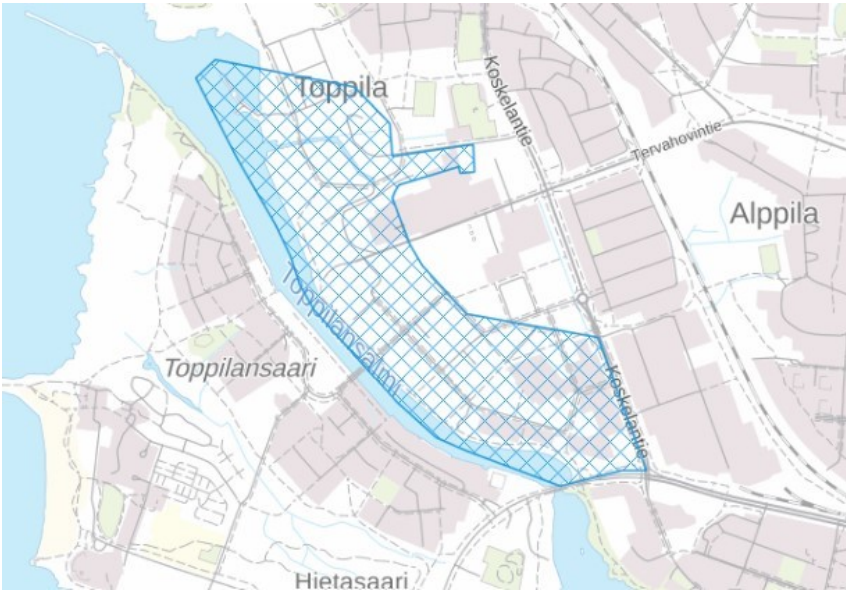 Toppila
Koskelantie
Tervahovintie
Alppila
Toppilansalmi
Toppilansaari
Koskelantie
Hietasaari